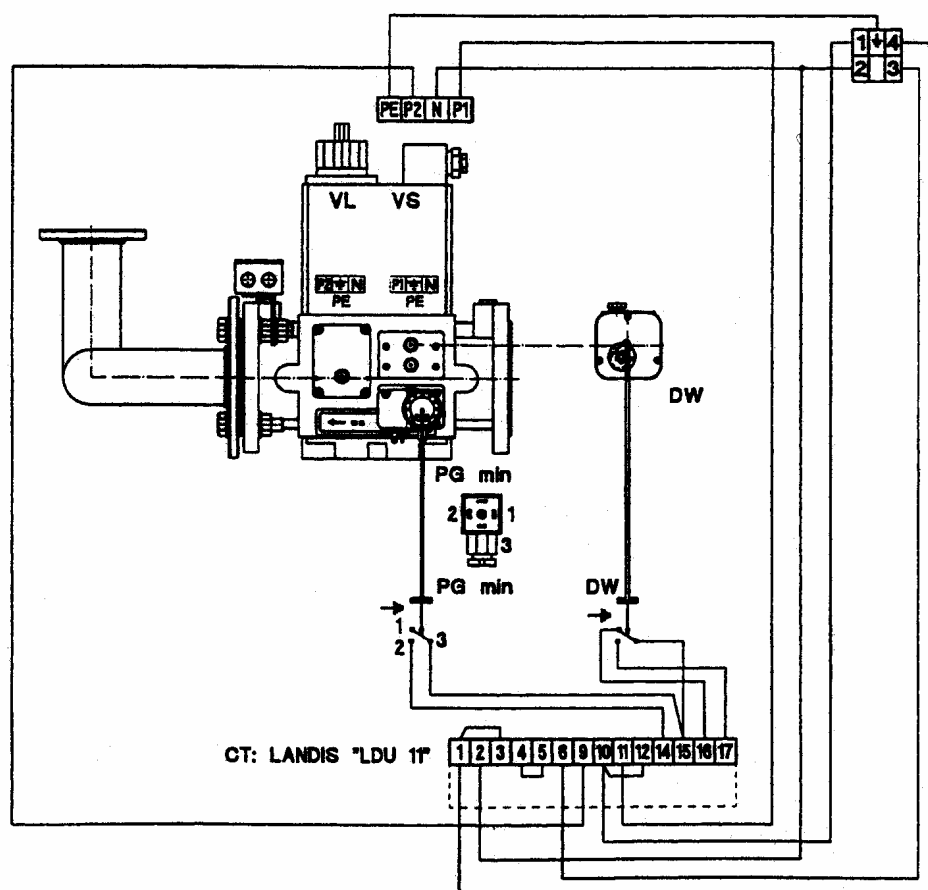 1 ⏚ 4
2 3
PE P2 N P1
VL VS
P2 ⏚ N P1 ⏚ N
PE PE
DW
PG min
2 1
3
PG min DW
1
2 3
CT: LANDIS "LDU 11" 1 2 3 4 5 6 9 10 11 12 14 15 16 17